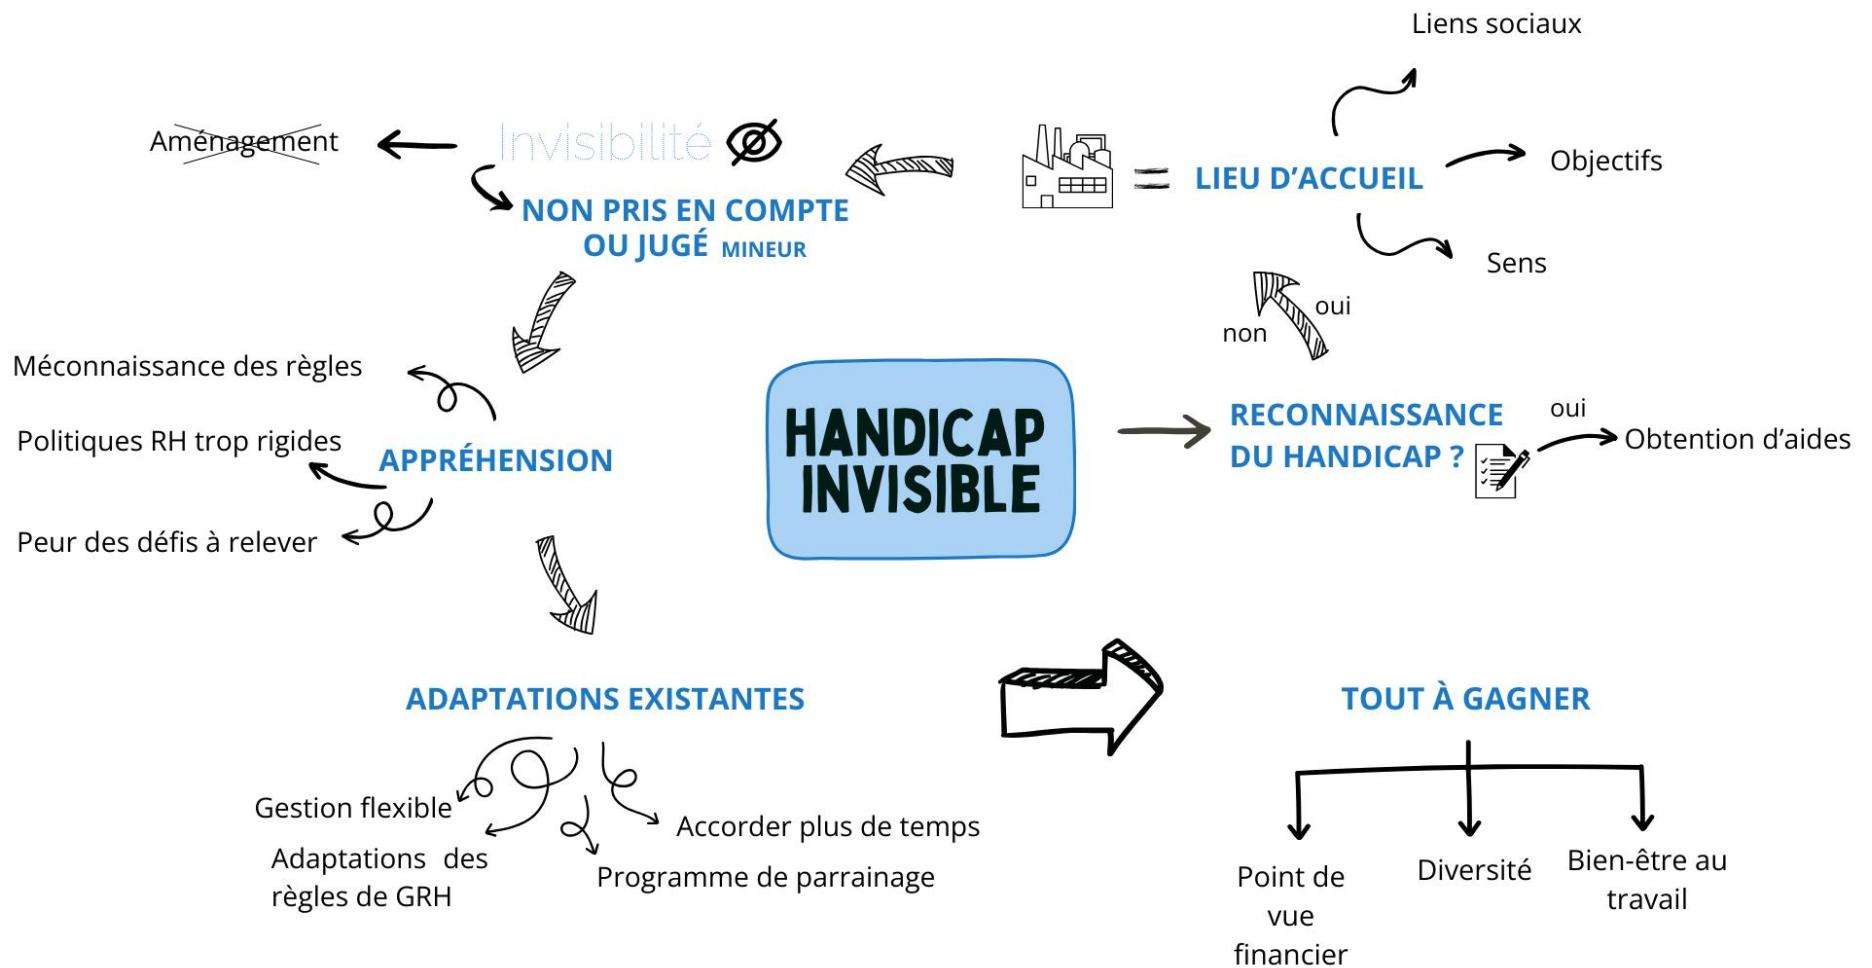 Liens sociaux
Aménagement
Invisibilité
LIEU D’ACCUEIL
Objectifs
NON PRIS EN COMPTE
OU JUGÉ MINEUR
Sens
oui
non
Méconnaissance des règles
Politiques RH trop rigides
APPRÉHENSION
Peur des défis à relever
HANDICAP
INVISIBLE
RECONNAISSANCE
DU HANDICAP ?
oui
Obtention d’aides
ADAPTATIONS EXISTANTES
Gestion flexible
Adaptations des
règles de GRH
Accorder plus de temps
Programme de parrainage
TOUT À GAGNER
Point de
vue
financier
Diversité
Bien-être au
travail